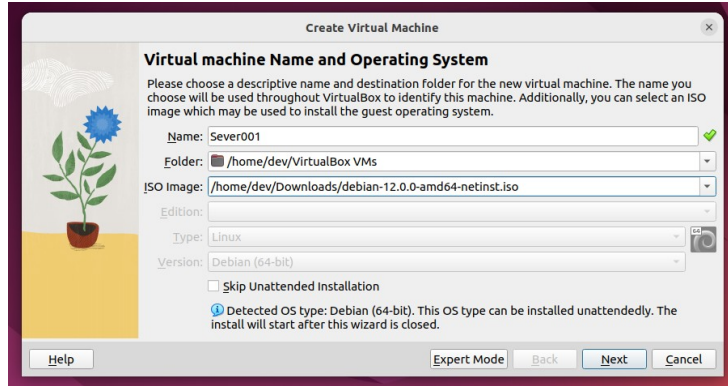 Create Virtual Machine
Virtual machine Name and Operating System
Please choose a descriptive name and destination folder for the new virtual machine. The name you
choose will be used throughout VirtualBox to identify this machine. Additionally, you can select an ISO
image which may be used to install the guest operating system.
Name: Sever001
Folder: /home/dev/VirtualBox VMs
ISO Image: /home/dev/Downloads/debian-12.0.0-amd64-netinst.iso
Edition:
Type: Linux 64
Version: Debian (64-bit)
Skip Unattended Installation
Detected OS type: Debian (64-bit). This OS type can be installed unattendedly. The
install will start after this wizard is closed.
Help Expert Mode Back Next Cancel